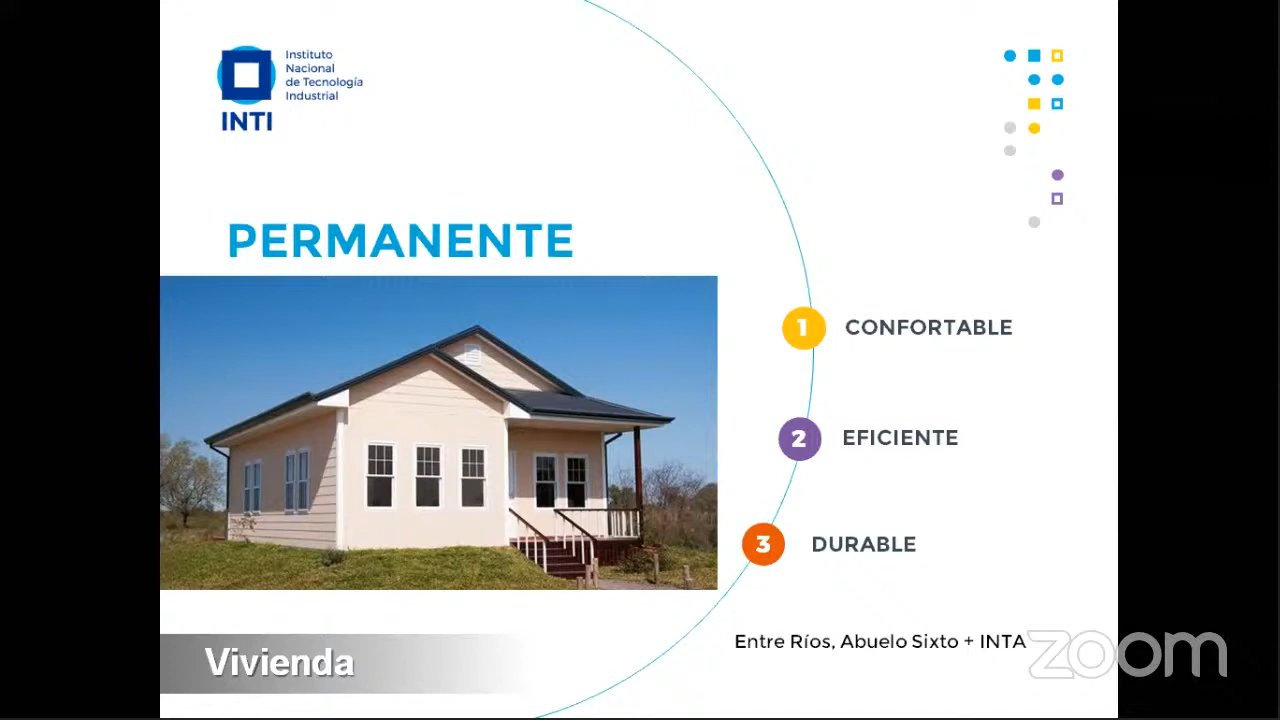 Instituto
Nacional
de Tecnología
Industrial
INTI
PERMANENTE
1 CONFORTABLE
2 EFICIENTE
3 DURABLE
Entre Ríos, Abuelo Sixto + INTA
Vivienda
zoom